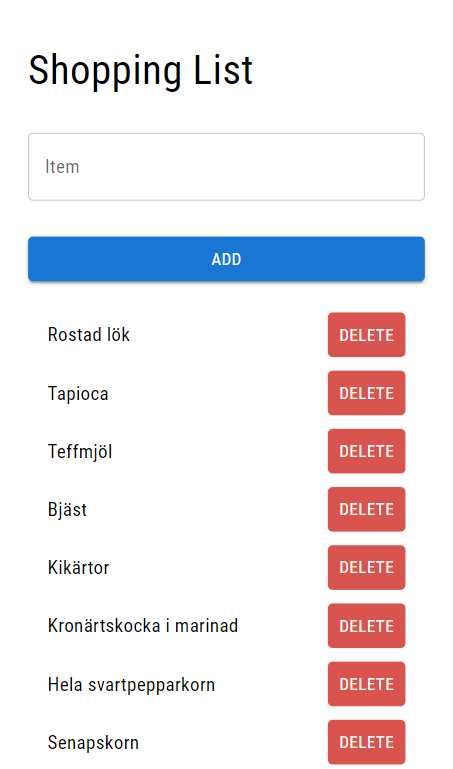 Shopping List
Item
ADD
Rostad lök DELETE
Tapioca DELETE
Teffmjöl DELETE
Bjäst DELETE
Kikärtor DELETE
Kronärtskocka i marinad DELETE
Hela svartpepparkorn DELETE
Senapskorn DELETE